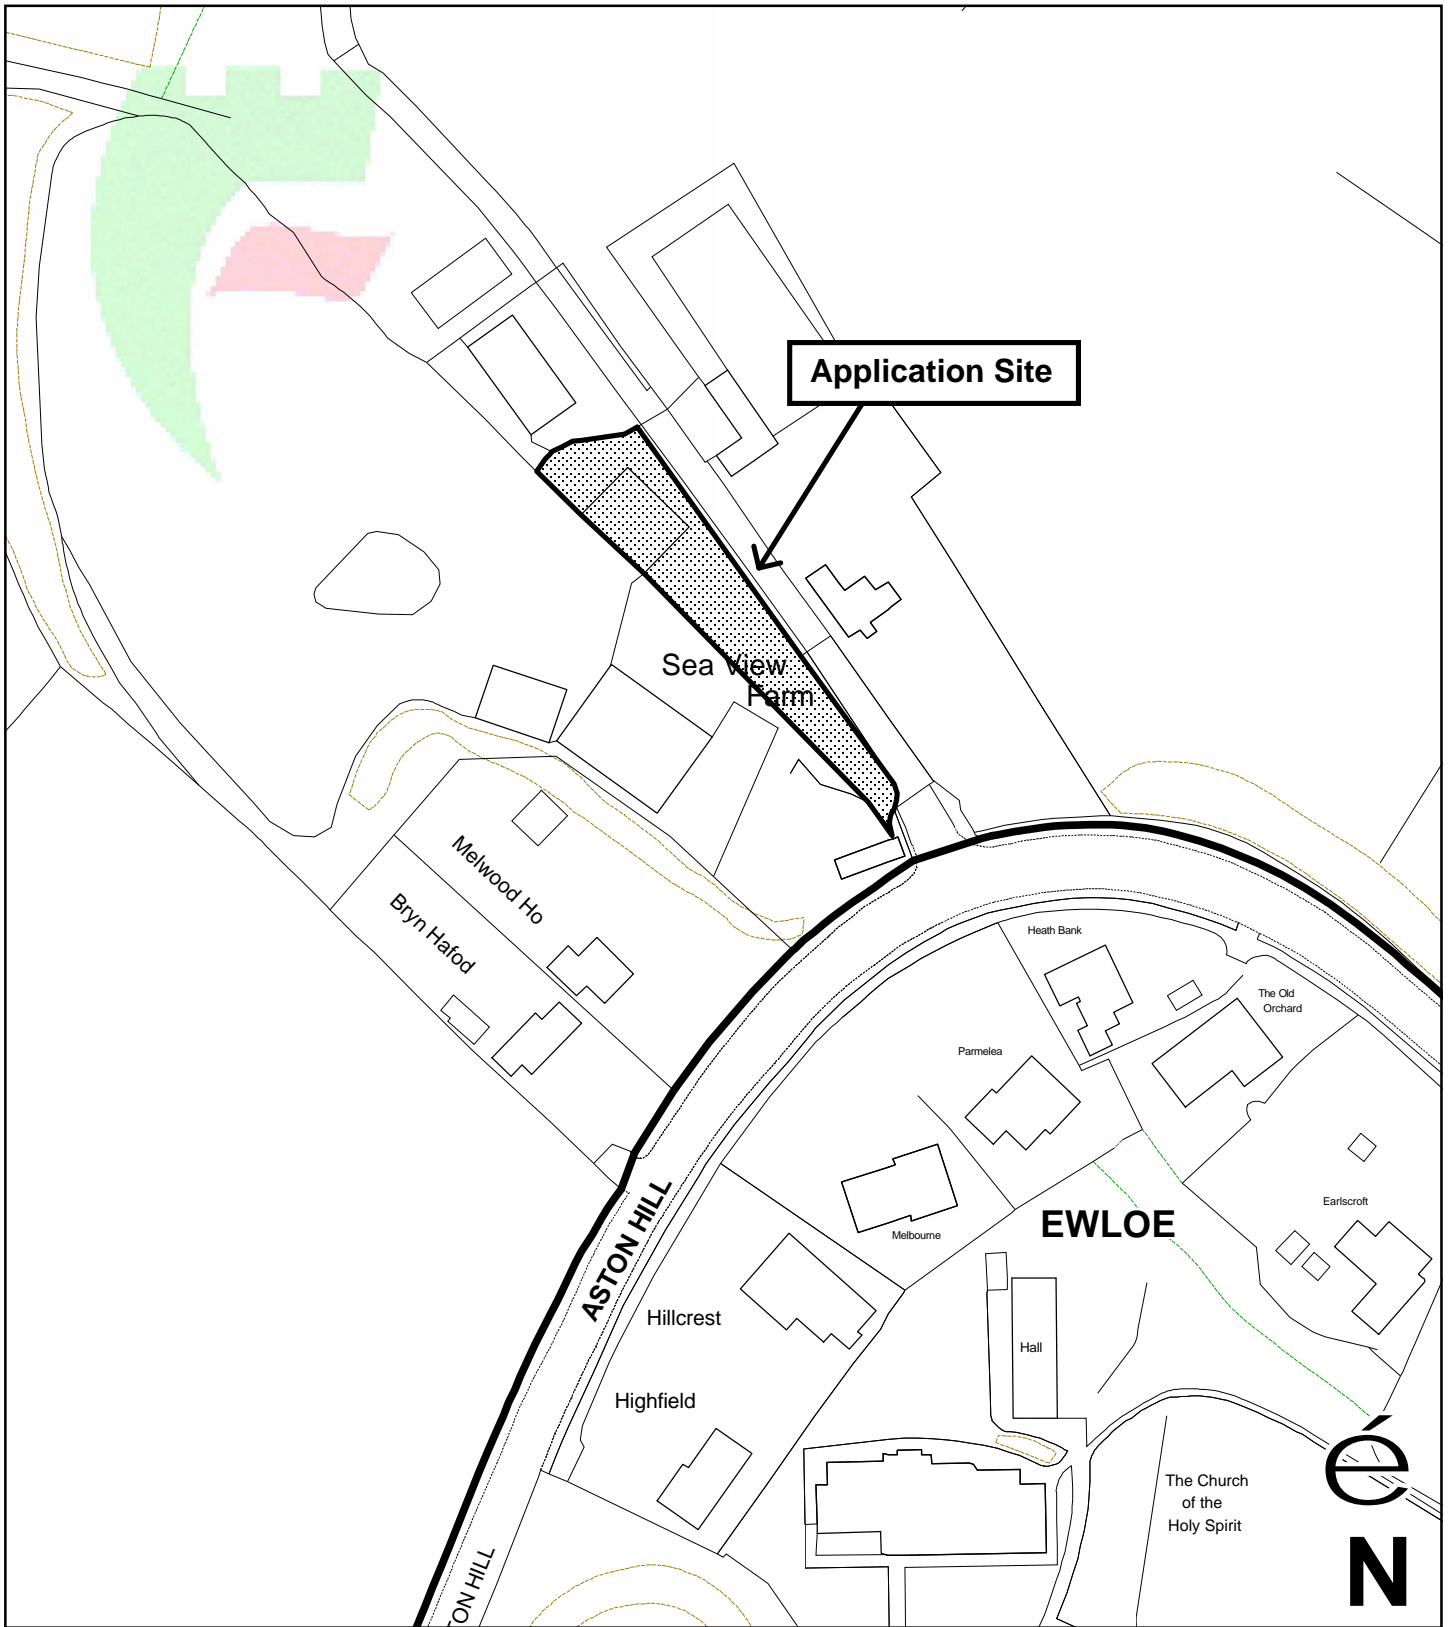 Application Site
Sea View
Farm
Melwood Ho
Bryn Hafod
Heath Bank
The Old
Orchard
Parmelea
Earlscroft
EWLOE
Melbourne
ASTON HILL
Hillcrest
Hall
Highfield
é
The Church
of the
Holy Spirit
N
TON HILL